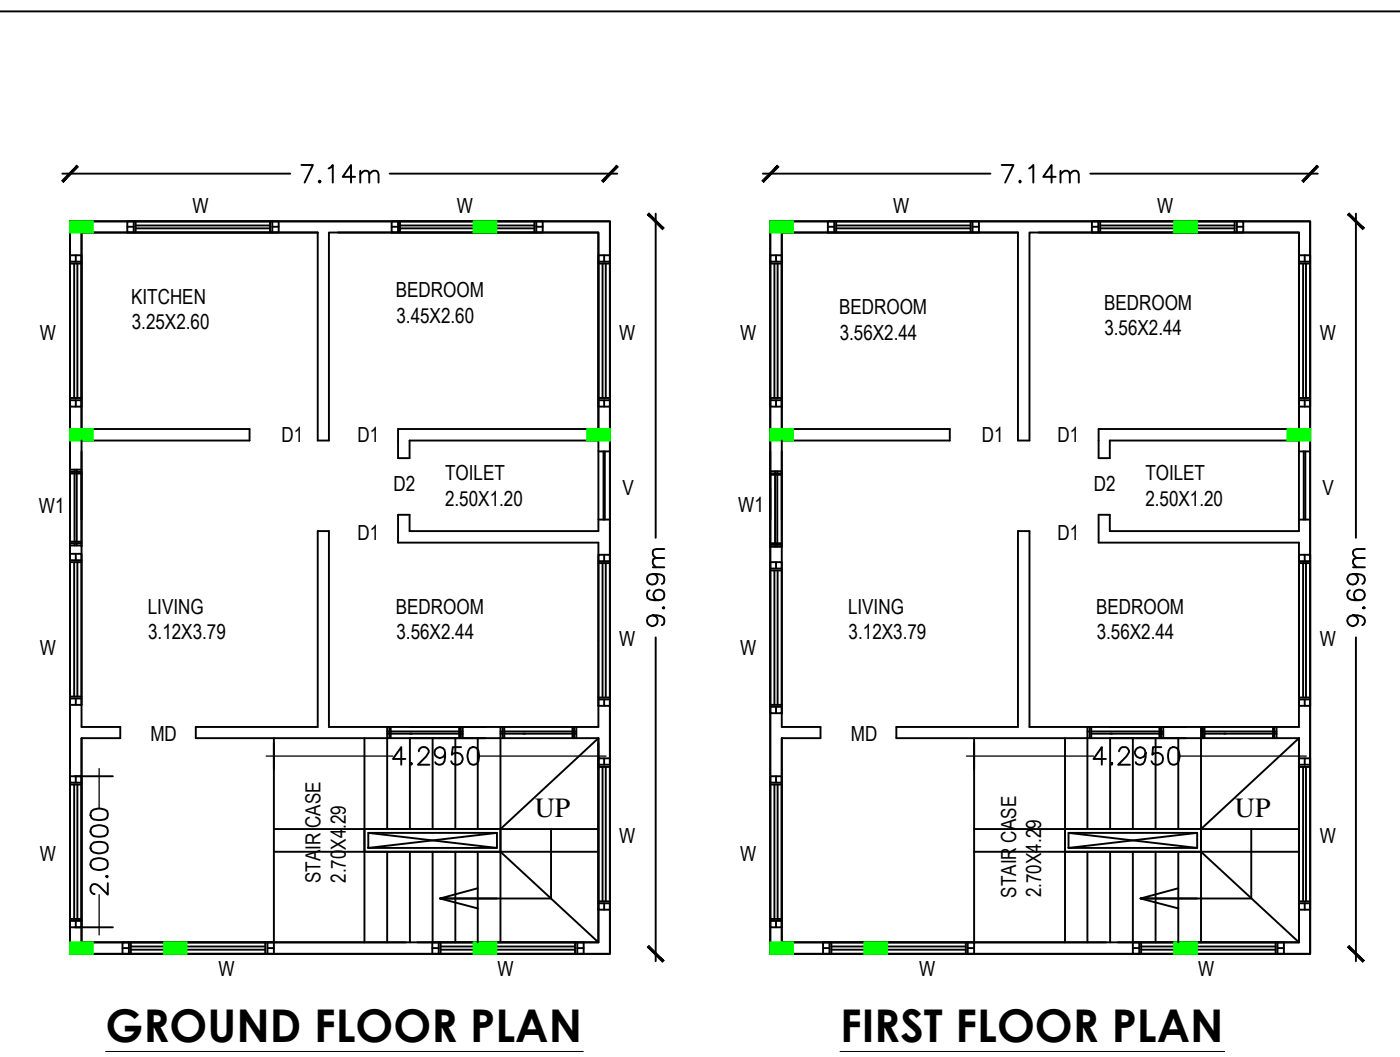 7.14m
W
W
KITCHEN
3.25X2.60
BEDROOM
3.45X2.60
W
W
D1
D1
TOILET
2.50X1.20
D2
V
W1
D1
9.69m
LIVING
3.12X3.79
BEDROOM
3.56X2.44
W
W
MD
4.2950
UP
STAIR CASE
2.70X4.29
2.0000
W
W
W
W
GROUND FLOOR PLAN
7.14m
W
W
BEDROOM
3.56X2.44
BEDROOM
3.56X2.44
W
W
D1
D1
TOILET
2.50X1.20
D2
V
W1
D1
9.69m
LIVING
3.12X3.79
BEDROOM
3.56X2.44
W
W
MD
4.2950
UP
STAIR CASE
2.70X4.29
W
W
W
W
FIRST FLOOR PLAN